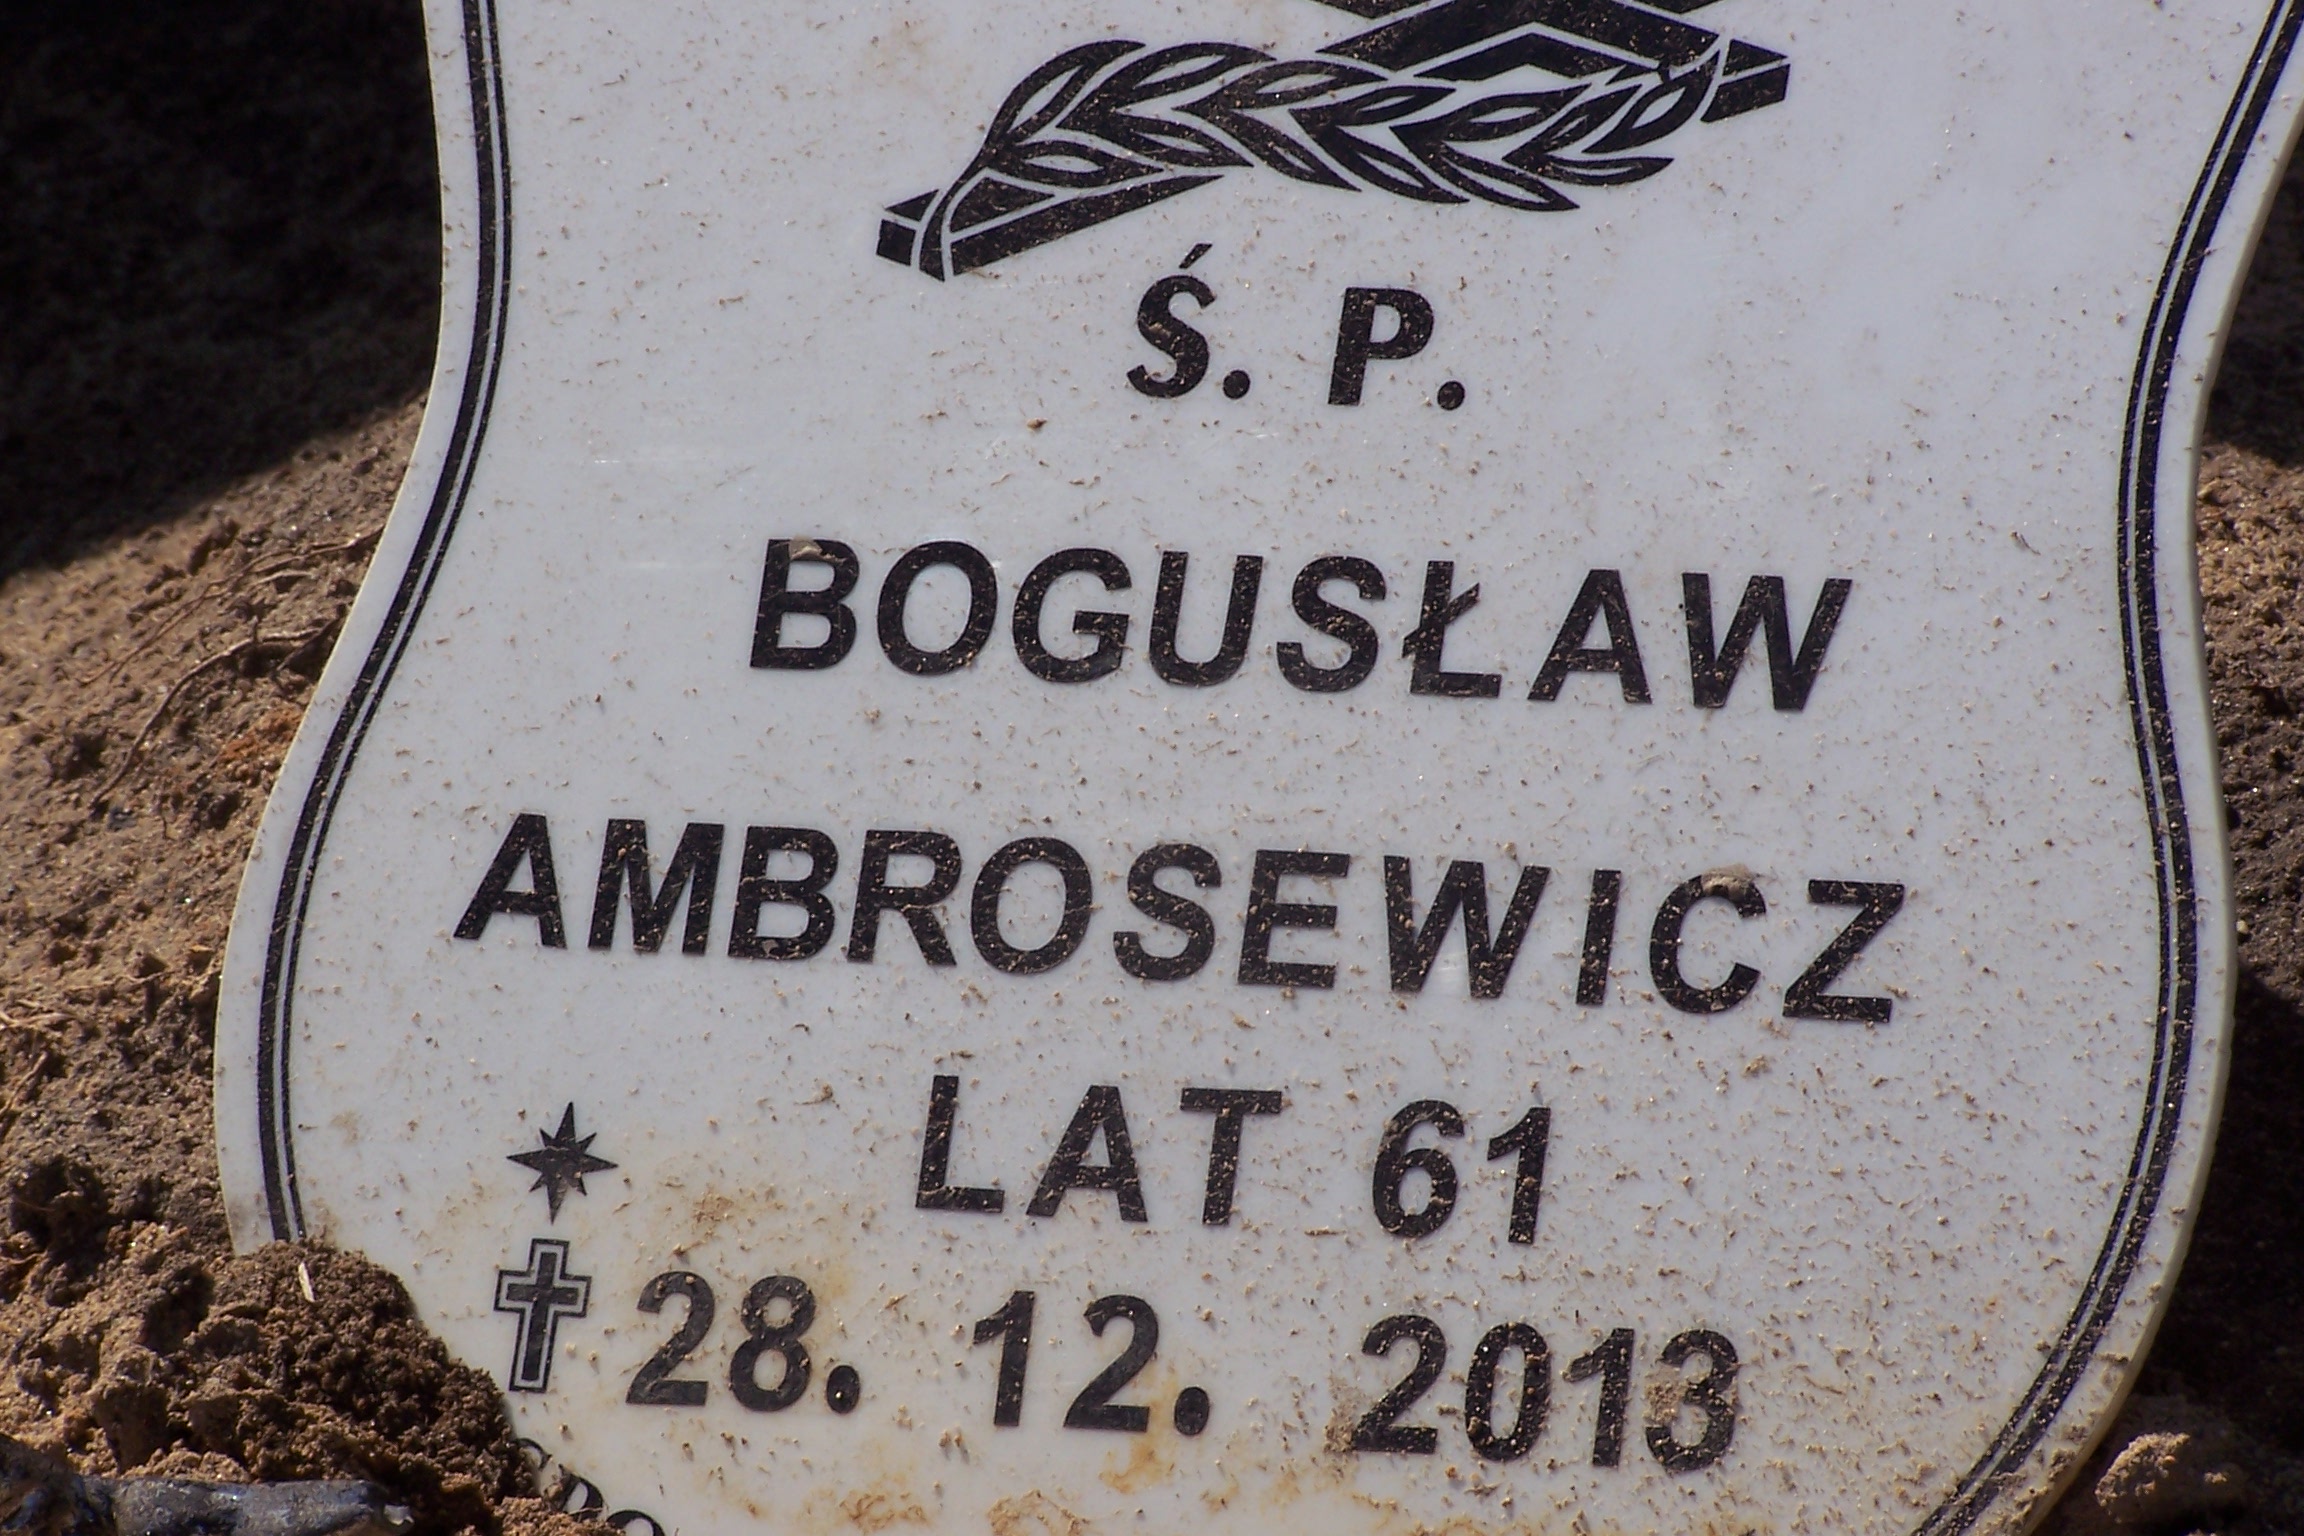 Ś. P.
BOGUSŁAW
AMBROSEWICZ
LAT 61
28. 12. 2013